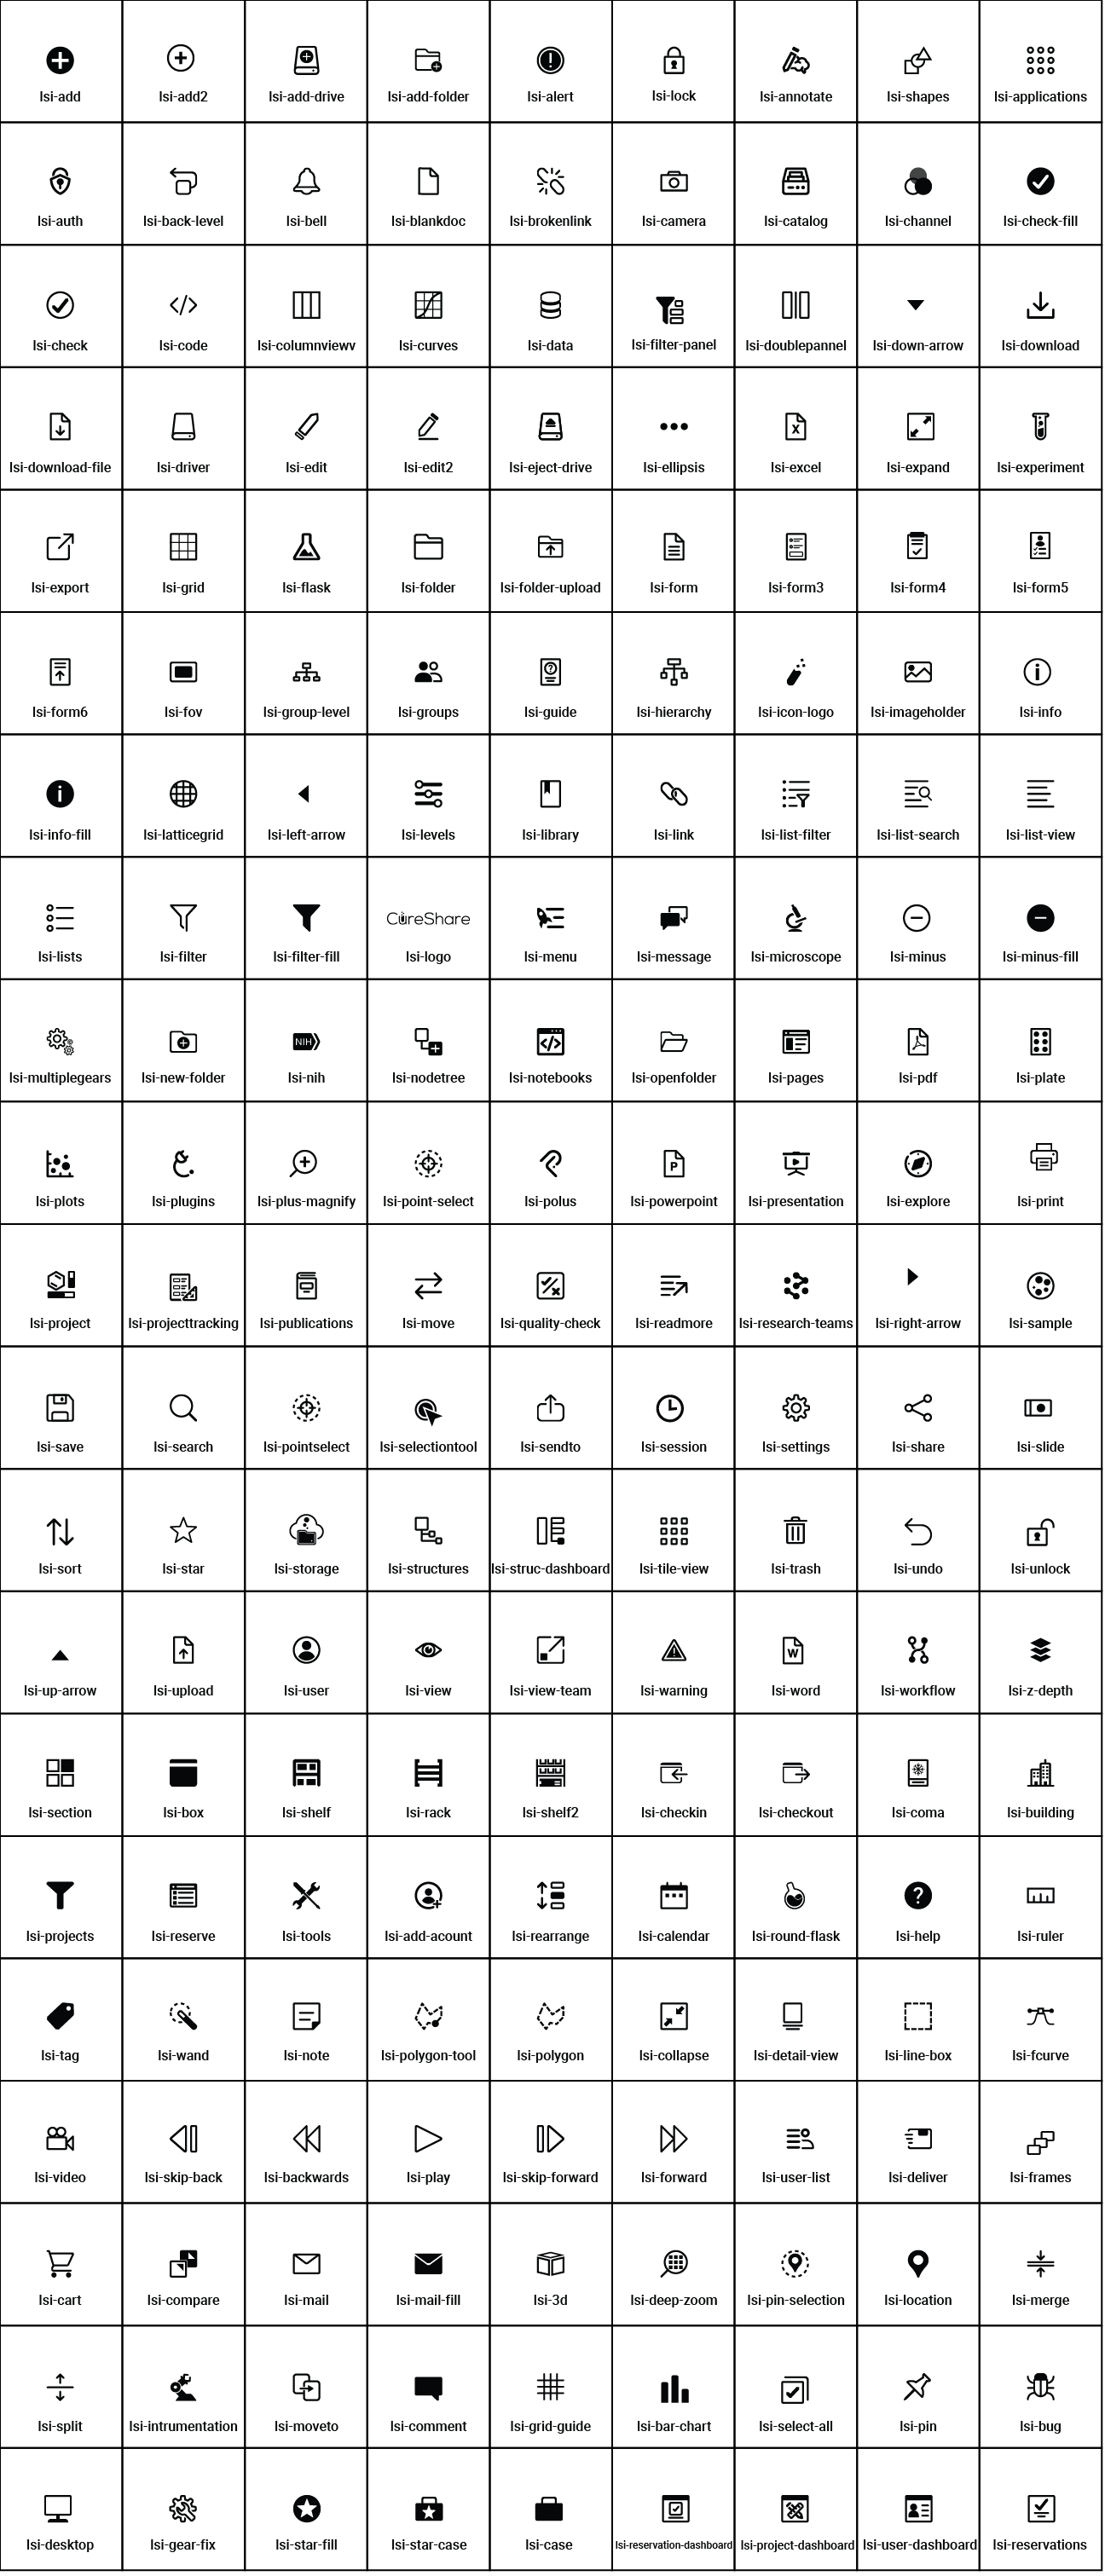 lsi-add lsi-add2 lsi-add-drive lsi-add-folder lsi-alert lsi-lock lsi-annotate lsi-shapes lsi-applications
lsi-auth lsi-back-level lsi-bell lsi-blankdoc lsi-brokenlink lsi-camera lsi-catalog lsi-channel lsi-check-fill
lsi-check lsi-code lsi-columnviewv lsi-curves lsi-data lsi-filter-panel lsi-doublepannel lsi-down-arrow lsi-download
X
lsi-download-file lsi-driver lsi-edit lsi-edit2 lsi-eject-drive lsi-ellipsis lsi-excel lsi-expand lsi-experiment
lsi-export lsi-grid lsi-flask lsi-folder lsi-folder-upload lsi-form lsi-form3 lsi-form4 lsi-form5
lsi-form6 lsi-fov lsi-group-level lsi-groups lsi-guide lsi-hierarchy lsi-icon-logo lsi-imageholder lsi-info
lsi-info-fill lsi-latticegrid lsi-left-arrow lsi-levels lsi-library lsi-link lsi-list-filter lsi-list-search lsi-list-view
CureShare
lsi-lists lsi-filter lsi-filter-fill lsi-logo lsi-menu lsi-message lsi-microscope lsi-minus lsi-minus-fill
NIH
lsi-multiplegears lsi-new-folder lsi-nih lsi-nodetree lsi-notebooks lsi-openfolder lsi-pages lsi-pdf lsi-plate
P
lsi-plots lsi-plugins lsi-plus-magnify lsi-point-select lsi-polus lsi-powerpoint lsi-presentation lsi-explore lsi-print
lsi-project lsi-projecttracking lsi-publications lsi-move lsi-quality-check lsi-readmore lsi-research-teams lsi-right-arrow lsi-sample
lsi-save lsi-search lsi-pointselect lsi-selectiontool lsi-sendto lsi-session lsi-settings lsi-share lsi-slide
lsi-sort lsi-star lsi-storage lsi-structures lsi-struc-dashboard lsi-tile-view lsi-trash lsi-undo lsi-unlock
W
lsi-up-arrow lsi-upload lsi-user lsi-view lsi-view-team lsi-warning lsi-word lsi-workflow lsi-z-depth
lsi-section lsi-box lsi-shelf lsi-rack lsi-shelf2 lsi-checkin lsi-checkout lsi-coma lsi-building
lsi-projects lsi-reserve lsi-tools lsi-add-acount lsi-rearrange lsi-calendar lsi-round-flask lsi-help lsi-ruler
lsi-tag lsi-wand lsi-note lsi-polygon-tool lsi-polygon lsi-collapse lsi-detail-view lsi-line-box lsi-fcurve
lsi-video lsi-skip-back lsi-backwards lsi-play lsi-skip-forward lsi-forward lsi-user-list lsi-deliver lsi-frames
lsi-cart lsi-compare lsi-mail lsi-mail-fill lsi-3d lsi-deep-zoom lsi-pin-selection lsi-location lsi-merge
lsi-split lsi-intrumentation lsi-moveto lsi-comment lsi-grid-guide lsi-bar-chart lsi-select-all lsi-pin lsi-bug
lsi-desktop lsi-gear-fix lsi-star-fill lsi-star-case lsi-case lsi-reservation-dashboard lsi-project-dashboard lsi-user-dashboard lsi-reservations